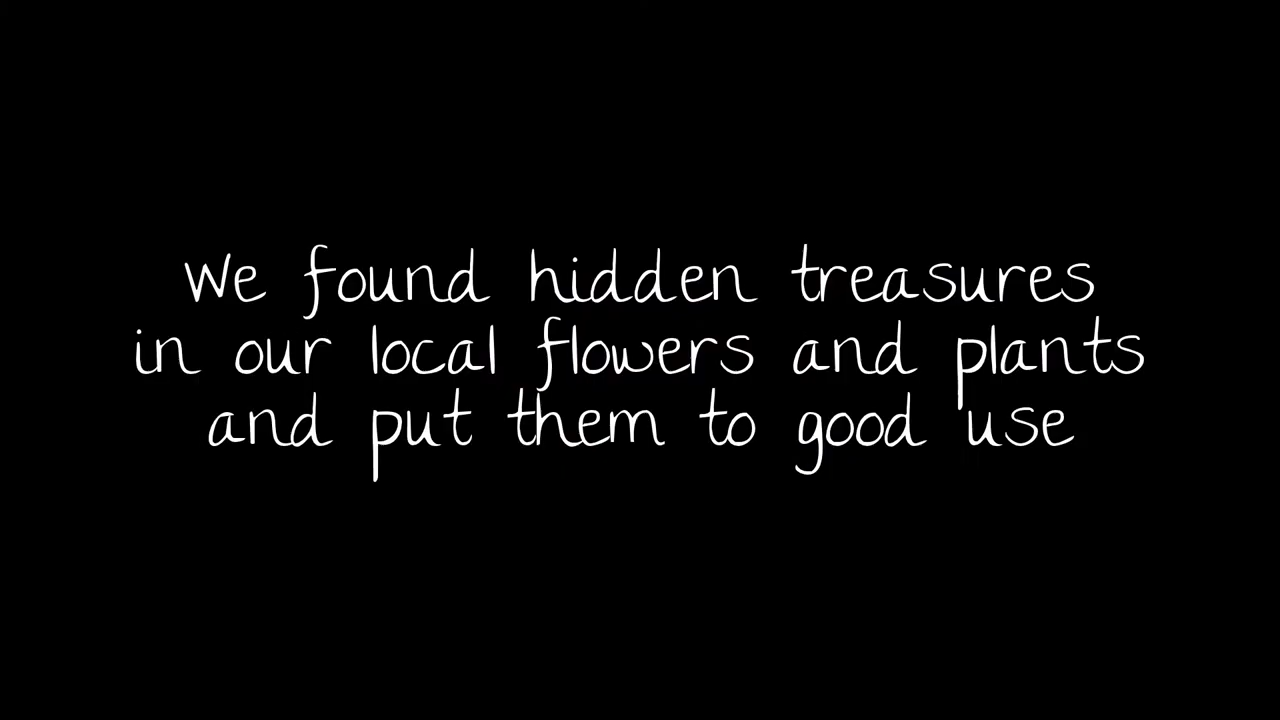 We found hidden treasures
in our local flowers and plants
and put them to good use